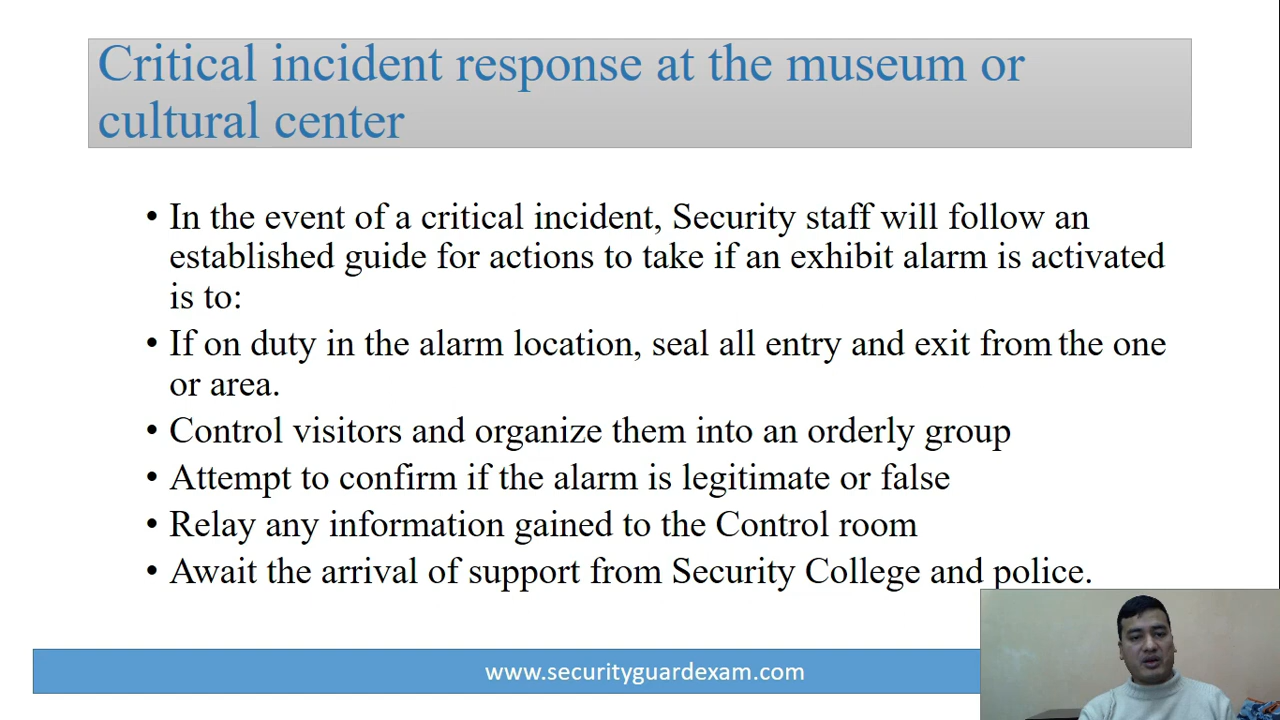 Critical incident response at the museum or
cultural center
• In the event of a critical incident, Security staff will follow an
established guide for actions to take if an exhibit alarm is activated
is to:
• If on duty in the alarm location, seal all entry and exit from the one
or area.
• Control visitors and organize them into an orderly group
• Attempt to confirm if the alarm is legitimate or false
• Relay any information gained to the Control room
• Await the arrival of support from Security College and police.
www.securityguardexam.com